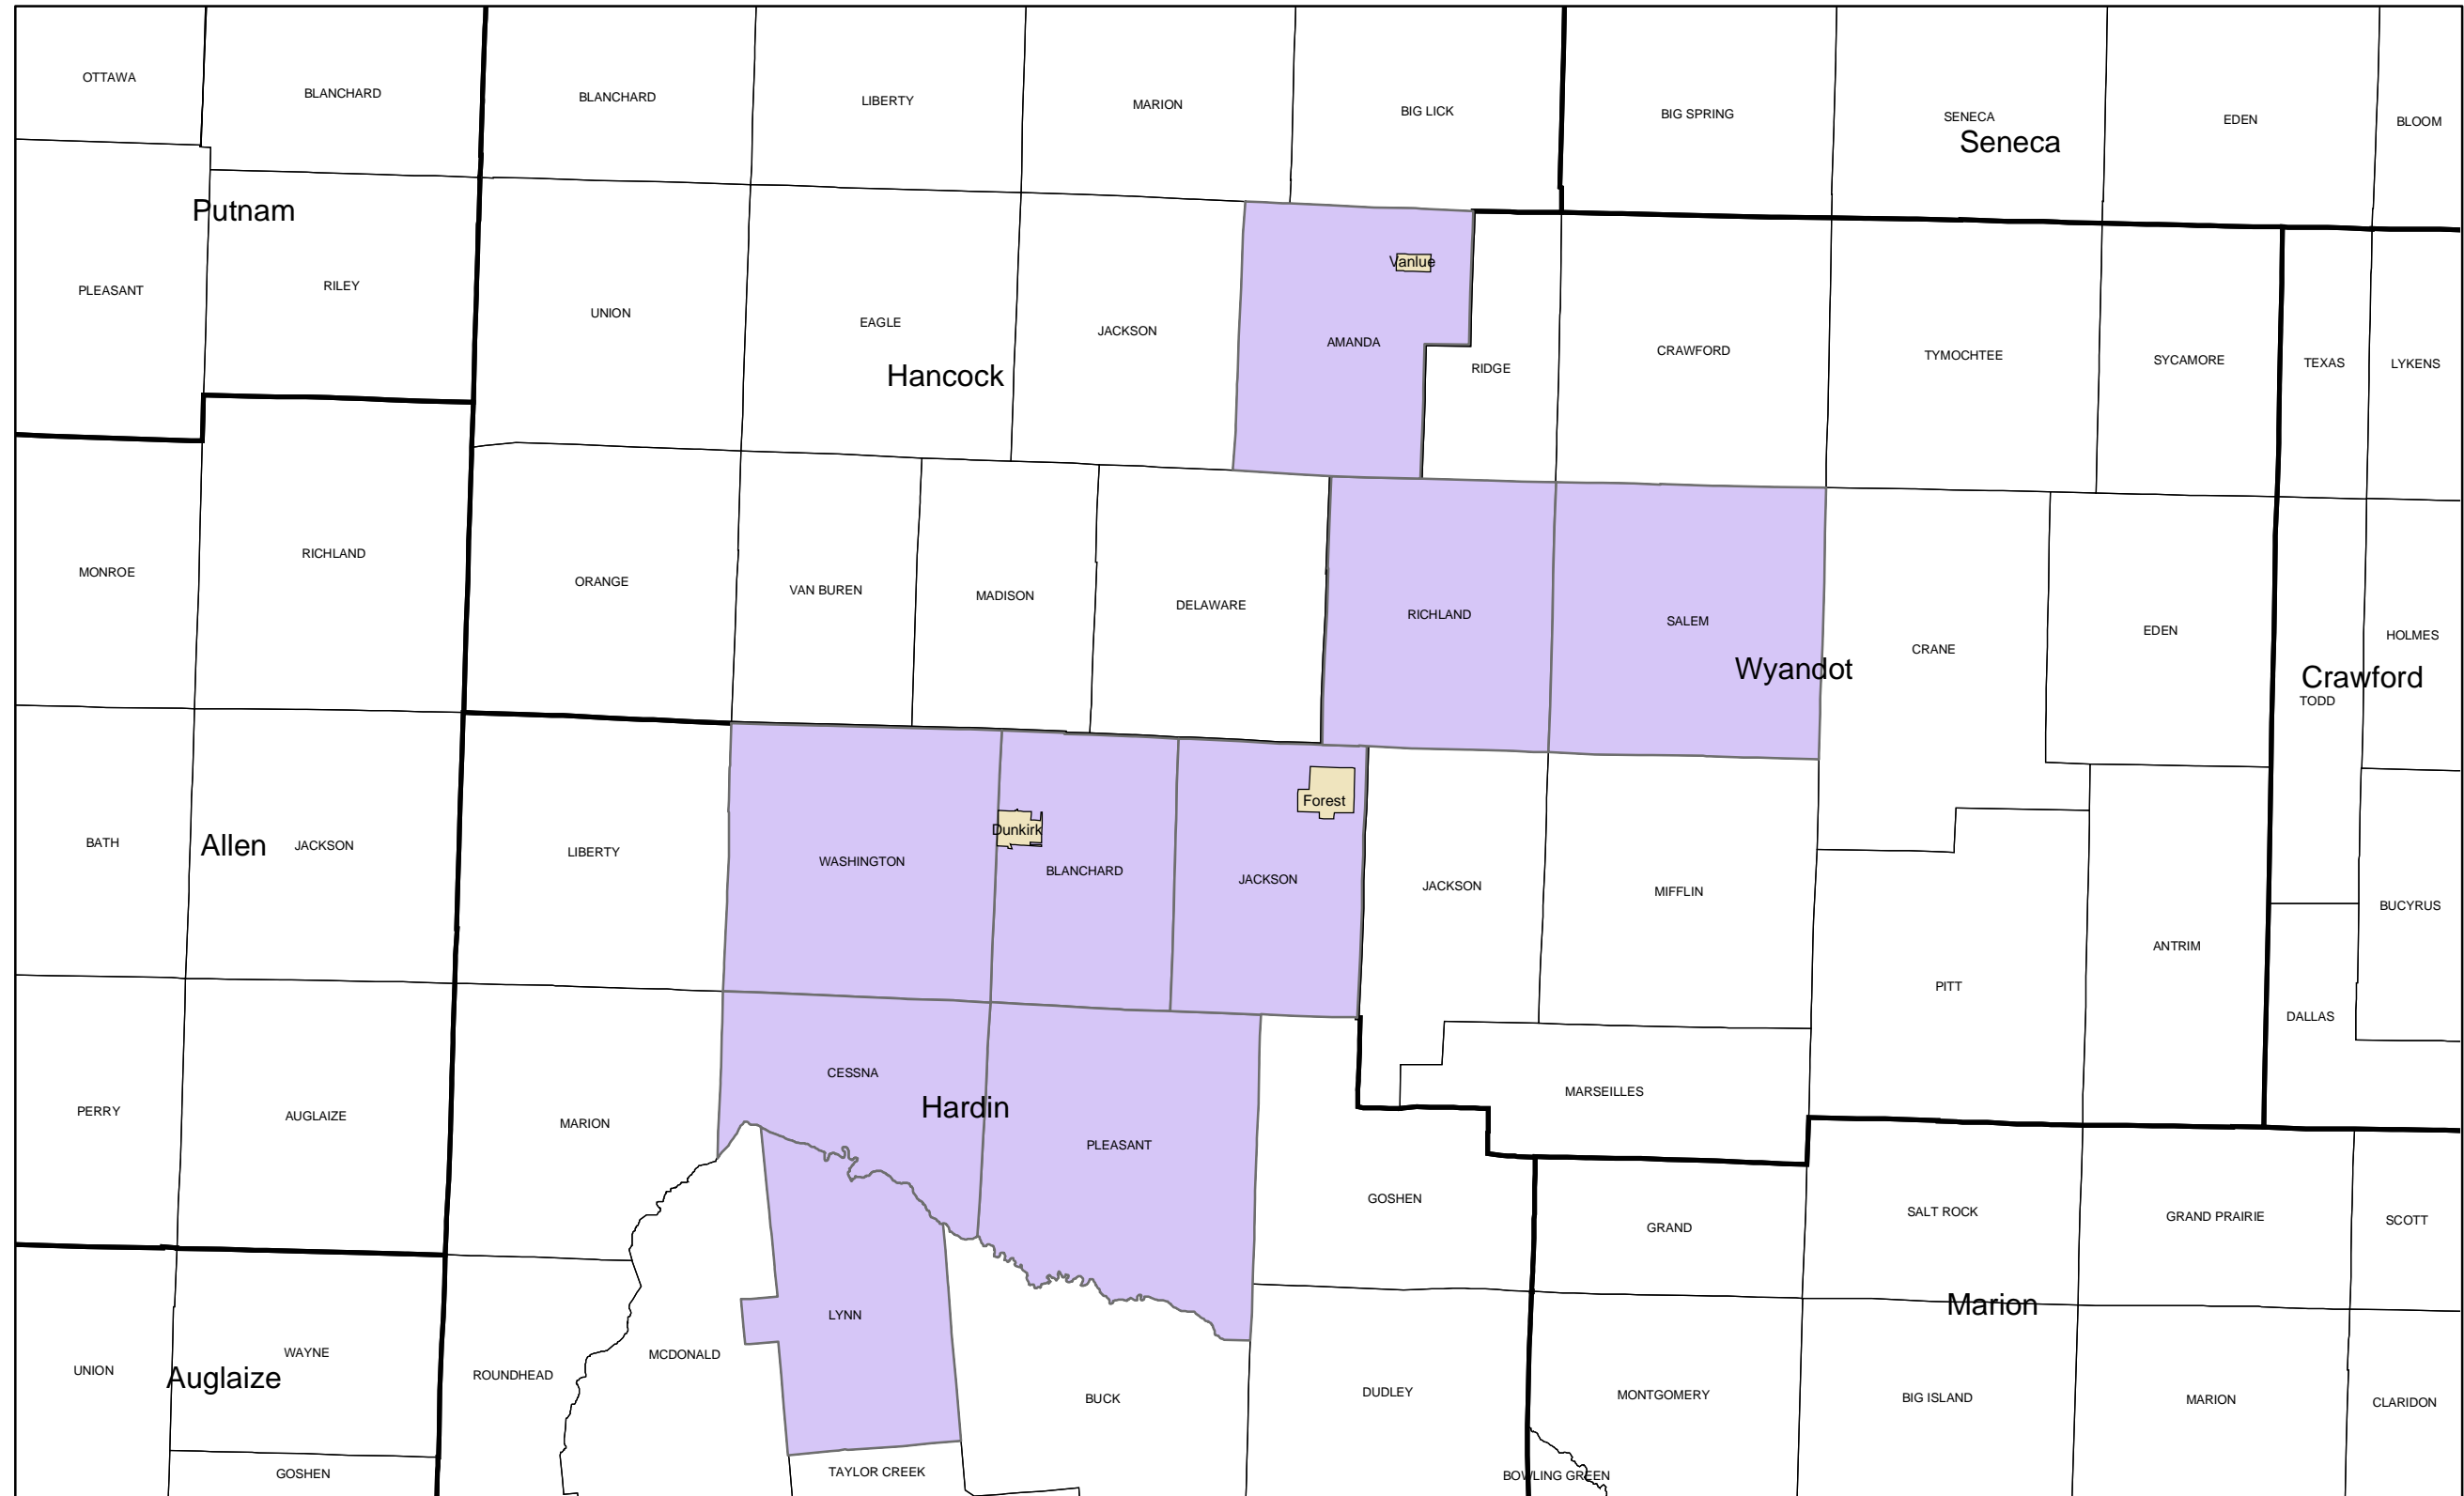 OTTAWA
BLANCHARD
BLANCHARD
LIBERTY
MARION
BIG LICK
BIG SPRING
SENECA
EDEN
BLOOM
Seneca
Putnam
PLEASANT
RILEY
UNION
EAGLE
JACKSON
Hancock
Vanlue
AMANDA
RIDGE
CRAWFORD
TYMOCHTEE
SYCAMORE
TEXAS
LYKENS
MONROE
RICHLAND
ORANGE
VAN BUREN
MADISON
DELAWARE
RICHLAND
SALEM
Wyandot
CRANE
EDEN
HOLMES
Crawford
TODD
BATH
Allen
JACKSON
LIBERTY
WASHINGTON
Dunkirk
BLANCHARD
Forest
JACKSON
JACKSON
MIFFLIN
PITT
ANTRIM
BUCYRUS
DALLAS
PERRY
AUGLAIZE
MARION
CESSNA
Hardin
PLEASANT
MARSEILLES
GOSHEN
GRAND
SALT ROCK
GRAND PRAIRIE
SCOTT
Marion
UNION
WAYNE
Auglaize
ROUNDHEAD
MCDONALD
LYNN
BUCK
DUDLEY
MONTGOMERY
BIG ISLAND
MARION
CLARIDON
GOSHEN
TAYLOR CREEK
BOWLING GREEN